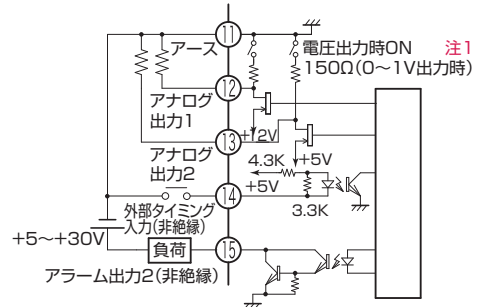 11
アース
電圧出力時ON 注1
150Ω(0〜1V出力時)
12
アナログ
出力1
+12V
13
アナログ
出力2
+5V
4.3K
+5V
14
3.3K
外部タイミング
入力(非絶縁)
+5〜+30V
負荷
15
アラーム出力2(非絶縁)